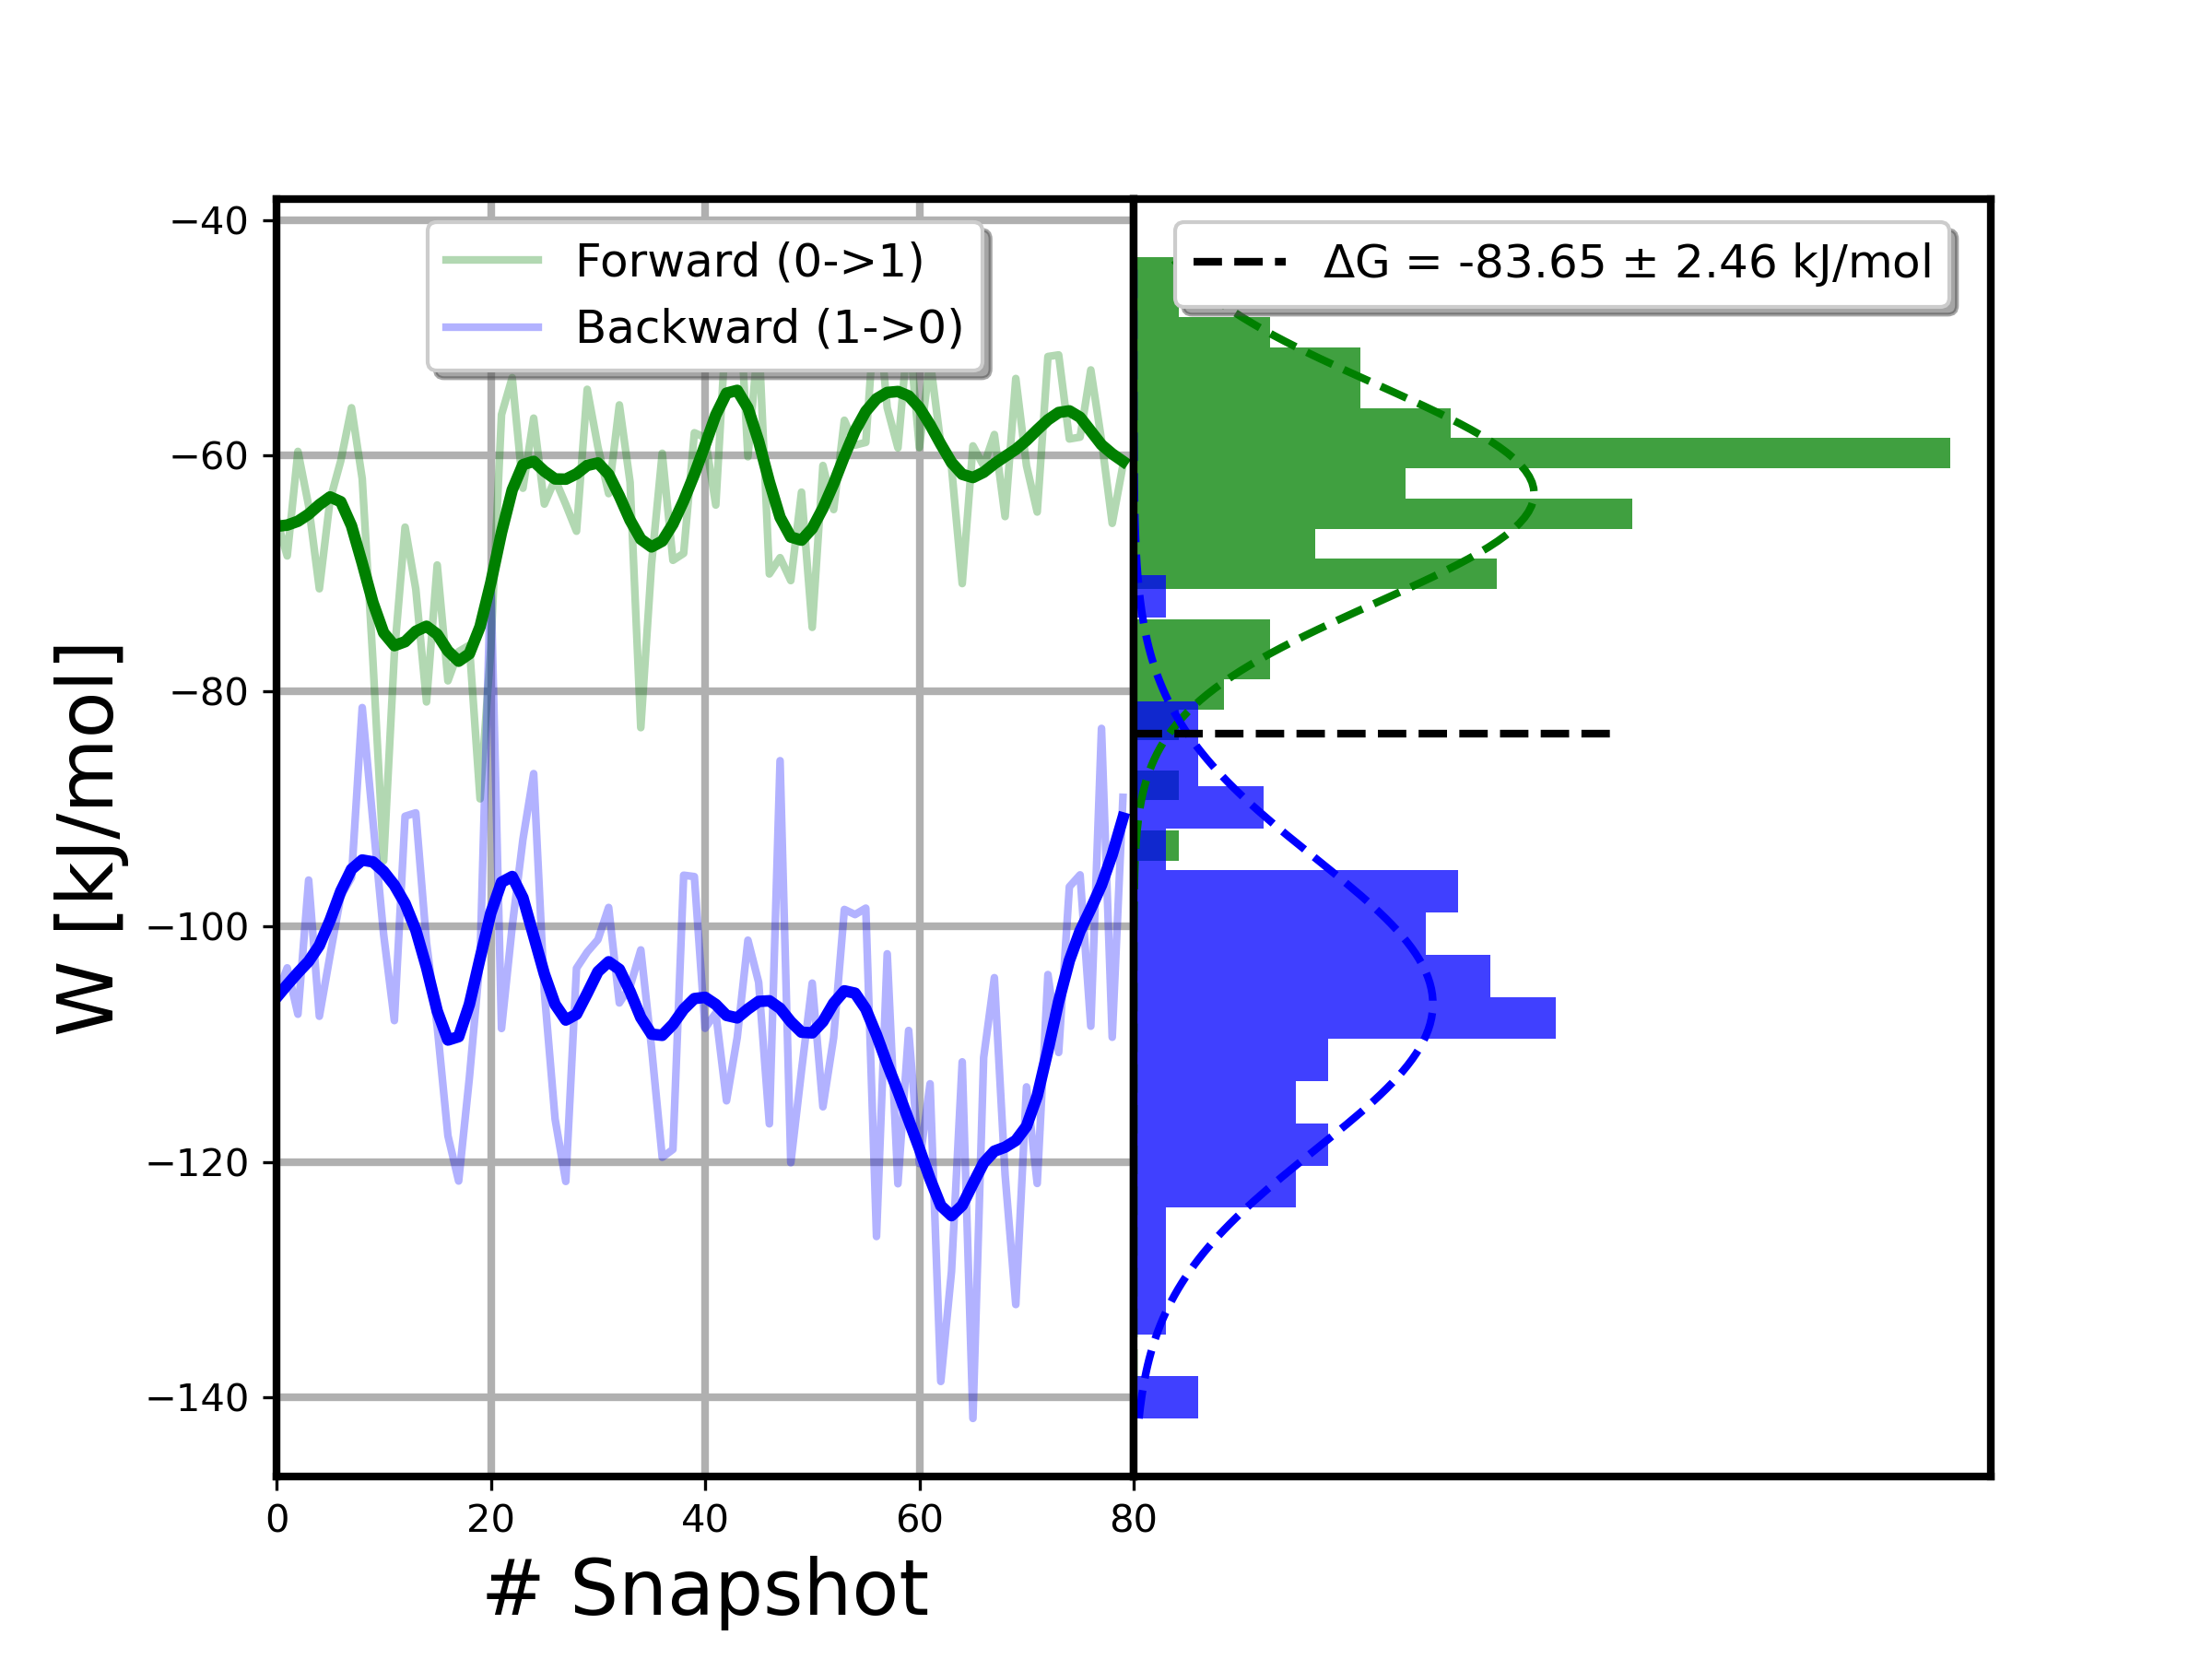 Forward (0->1)
Backward (1->0)
ΔG = -83.65 ± 2.46 kJ/mol
W [kJ/mol]
−40
−60
−80
−100
−120
−140
0 20 40 60 80
# Snapshot